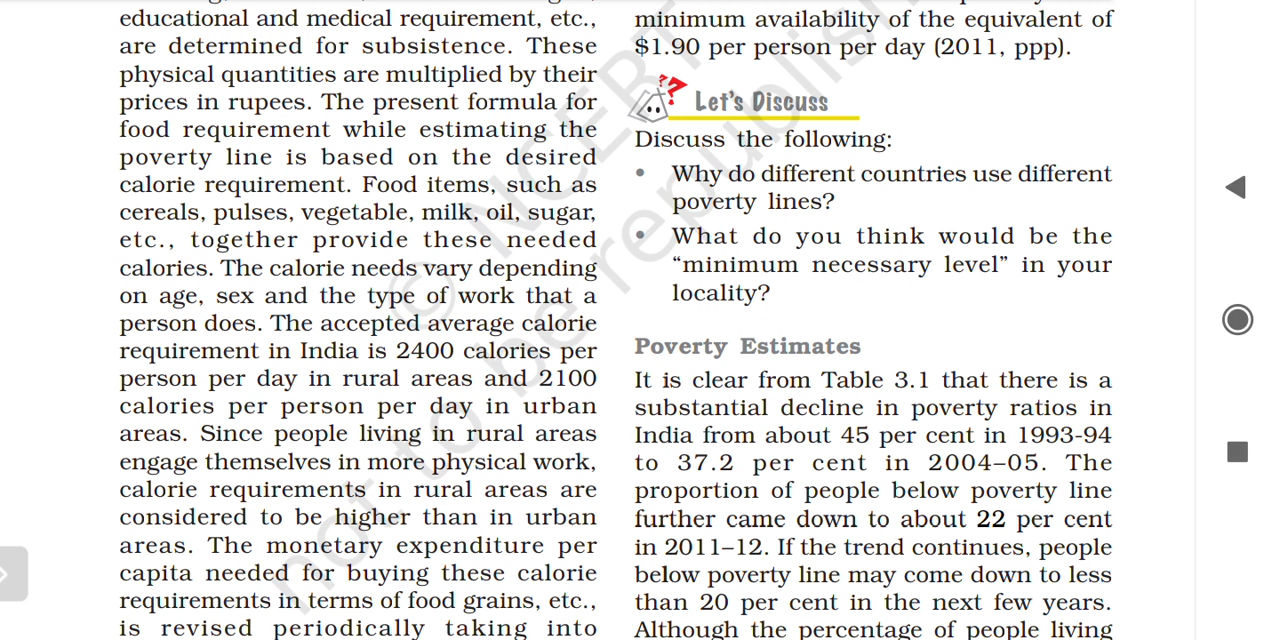 educational and medical requirement, etc.,
are determined for subsistence. These
physical quantities are multiplied by their
prices in rupees. The present formula for
food requirement while estimating the
poverty line is based on the desired
calorie requirement. Food items, such as
cereals, pulses, vegetable, milk, oil, sugar,
etc., together provide these needed
calories. The calorie needs vary depending
on age, sex and the type of work that a
person does. The accepted average calorie
requirement in India is 2400 calories per
person per day in rural areas and 2100
calories per person per day in urban
areas. Since people living in rural areas
engage themselves in more physical work,
calorie requirements in rural areas are
considered to be higher than in urban
areas. The monetary expenditure per
capita needed for buying these calorie
requirements in terms of food grains, etc.,
is revised periodically taking into
minimum availability of the equivalent of
$1.90 per person per day (2011, ppp).
??
Let's Discuss
Discuss the following:
• Why do different countries use different
poverty lines?
• What do you think would be the
“minimum necessary level” in your
locality?
Poverty Estimates
It is clear from Table 3.1 that there is a
substantial decline in poverty ratios in
India from about 45 per cent in 1993-94
to 37.2 per cent in 2004–05. The
proportion of people below poverty line
further came down to about 22 per cent
in 2011–12. If the trend continues, people
below poverty line may come down to less
than 20 per cent in the next few years.
Although the percentage of people living
© NCERT
not to be republish